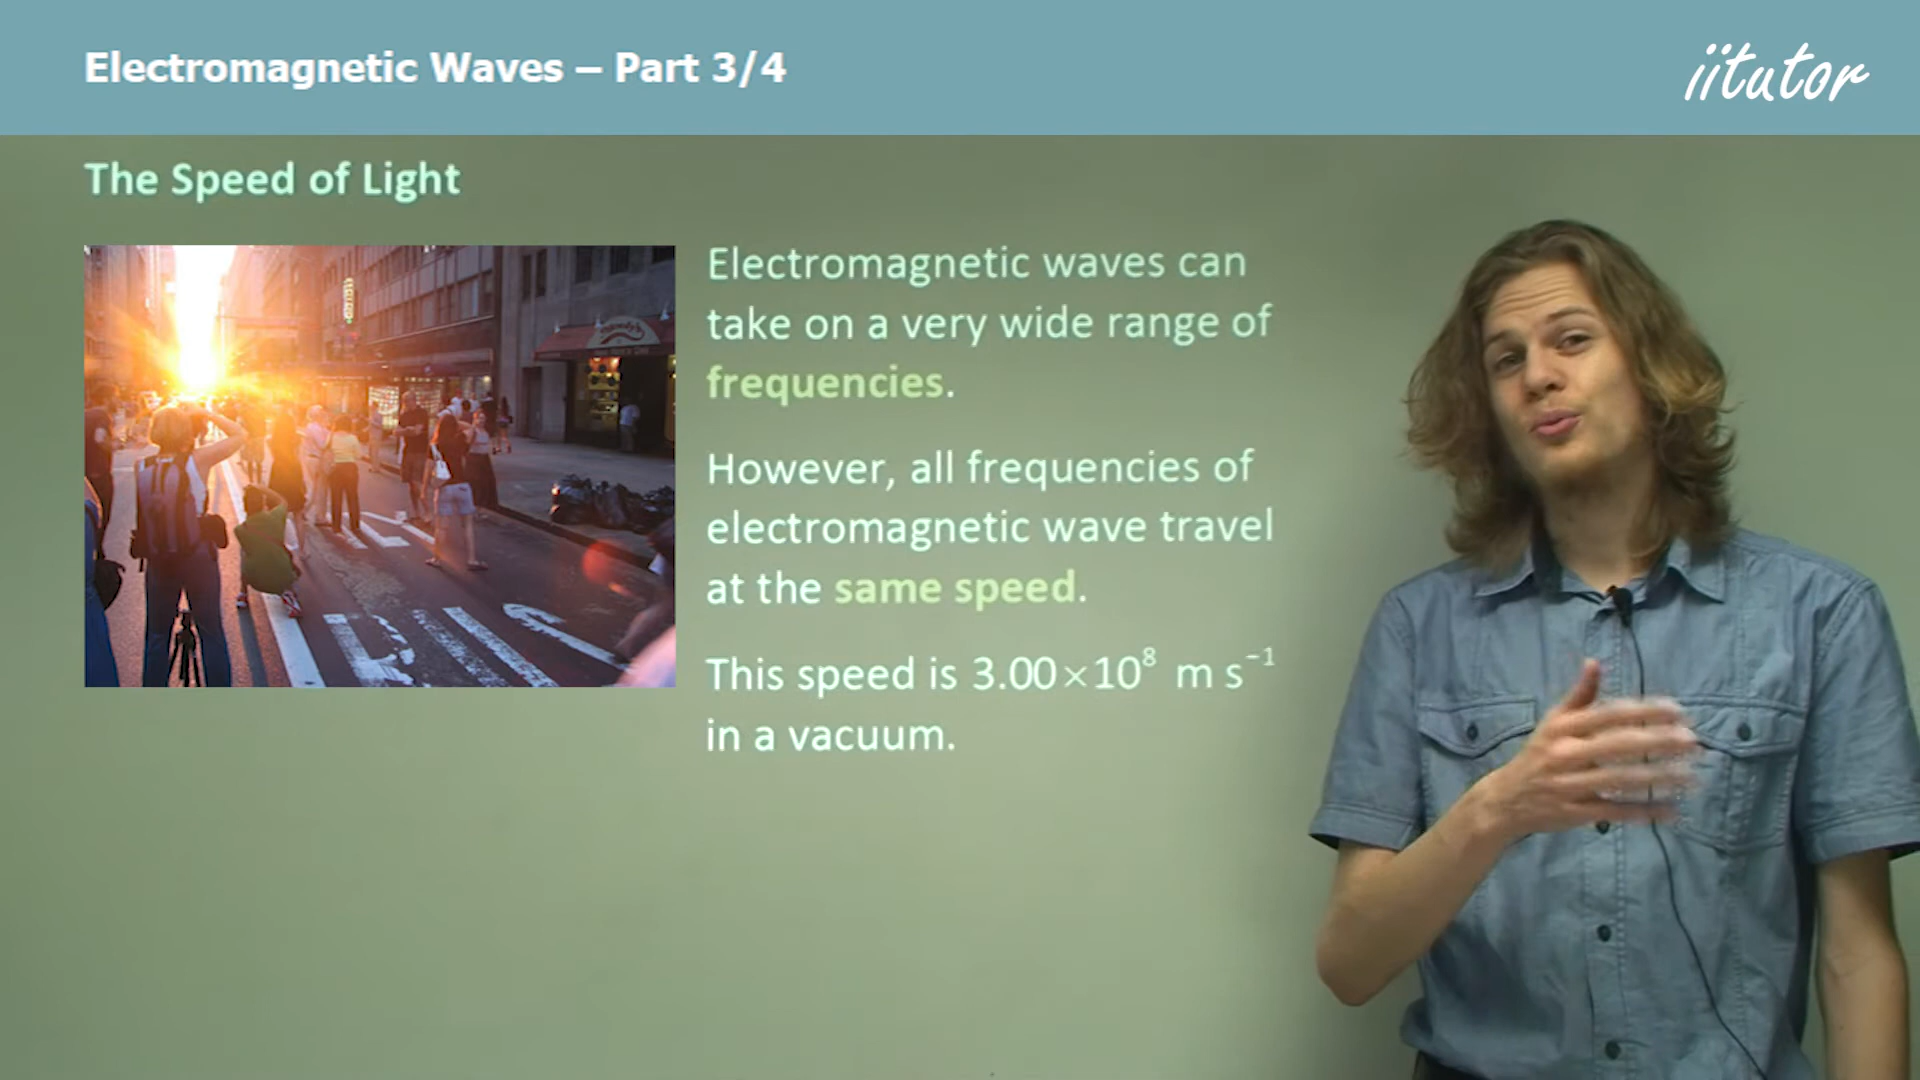 Electromagnetic Waves – Part 3/4
iitutor
The Speed of Light
Electromagnetic waves can
take on a very wide range of
frequencies.
However, all frequencies of
electromagnetic wave travel
at the same speed.
This speed is 3.00×10⁸ m s⁻¹
in a vacuum.